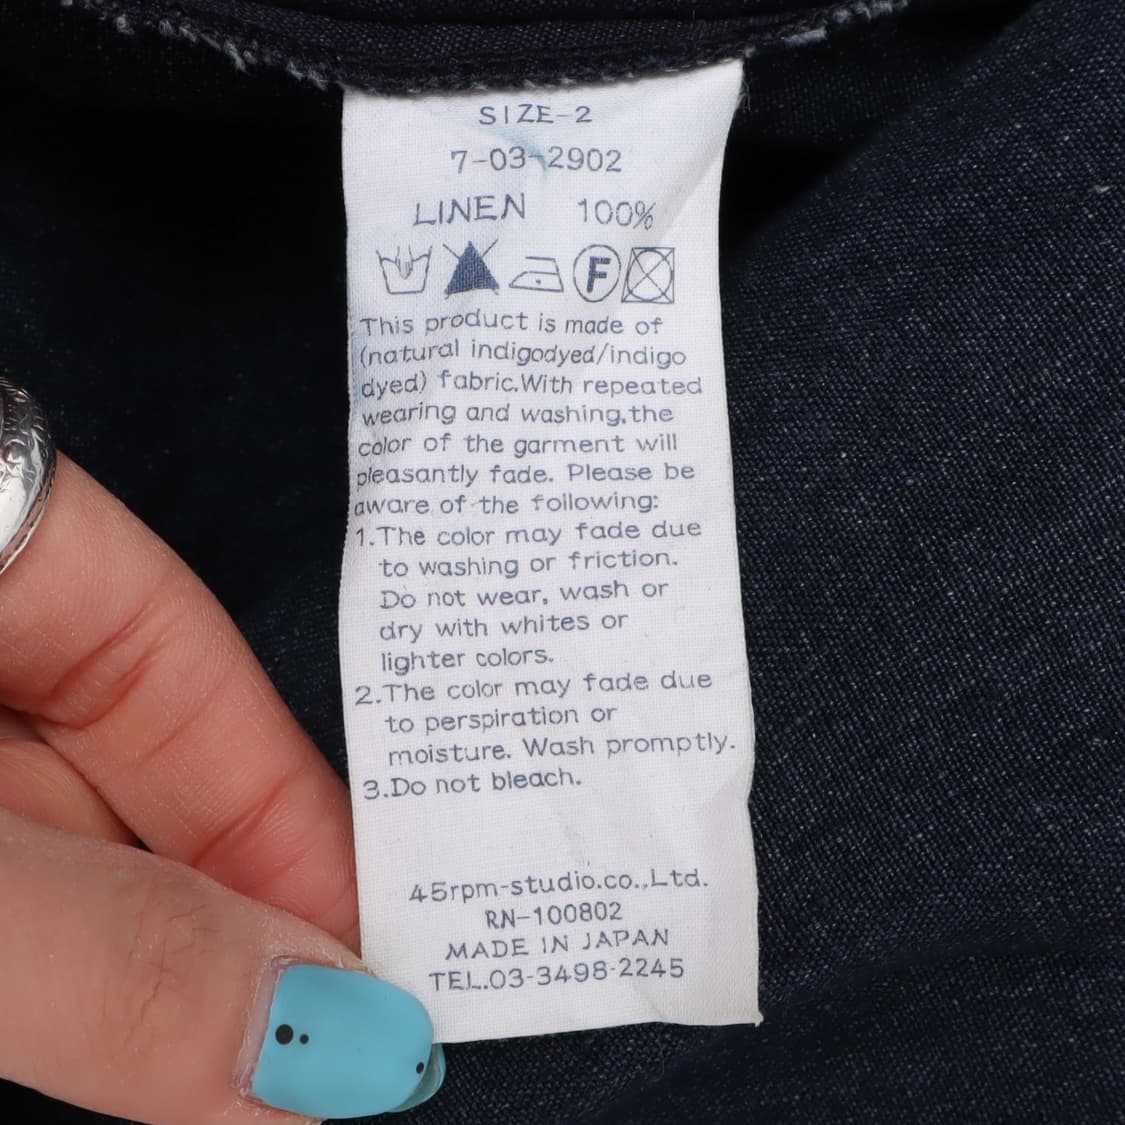 SIZE-2
7-03-2902
LINEN 100%
F
This product is made of
(natural indigodyed/indigo
dyed) fabric.With repeated
wearing and washing,the
color of the garment will
pleasantly fade. Please be
aware of the following:
1.The color may fade due
to washing or friction.
Do not wear, wash or
dry with whites or
lighter colors.
2.The color may fade due
to perspiration or
moisture. Wash promptly.
3.Do not bleach.
45rpm-studio.co.,Ltd.
RN-100802
MADE IN JAPAN
TEL.03-3498-2245